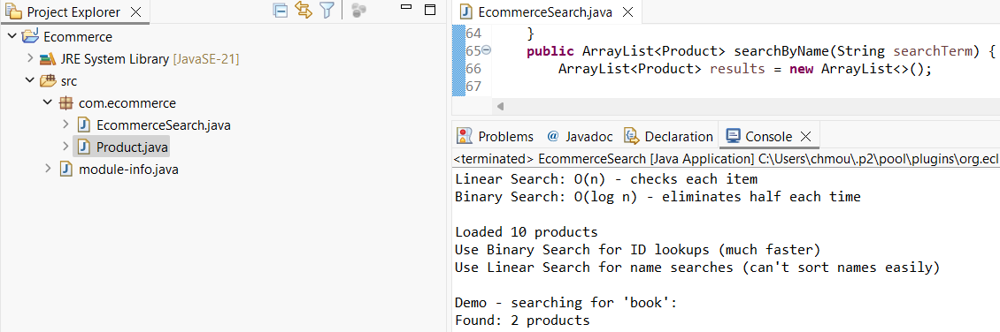 Project Explorer
Ecommerce
JRE System Library [JavaSE-21]
src
com.ecommerce
EcommerceSearch.java
Product.java
module-info.java
EcommerceSearch.java
64 }
65 public ArrayList<Product> searchByName(String searchTerm) {
66 ArrayList<Product> results = new ArrayList<>();
67
Problems @ Javadoc Declaration Console
<terminated> EcommerceSearch [Java Application] C:\Users\chmou\.p2\pool\plugins\org.ecl
Linear Search: O(n) - checks each item
Binary Search: O(log n) - eliminates half each time
Loaded 10 products
Use Binary Search for ID lookups (much faster)
Use Linear Search for name searches (can't sort names easily)
Demo - searching for 'book':
Found: 2 products